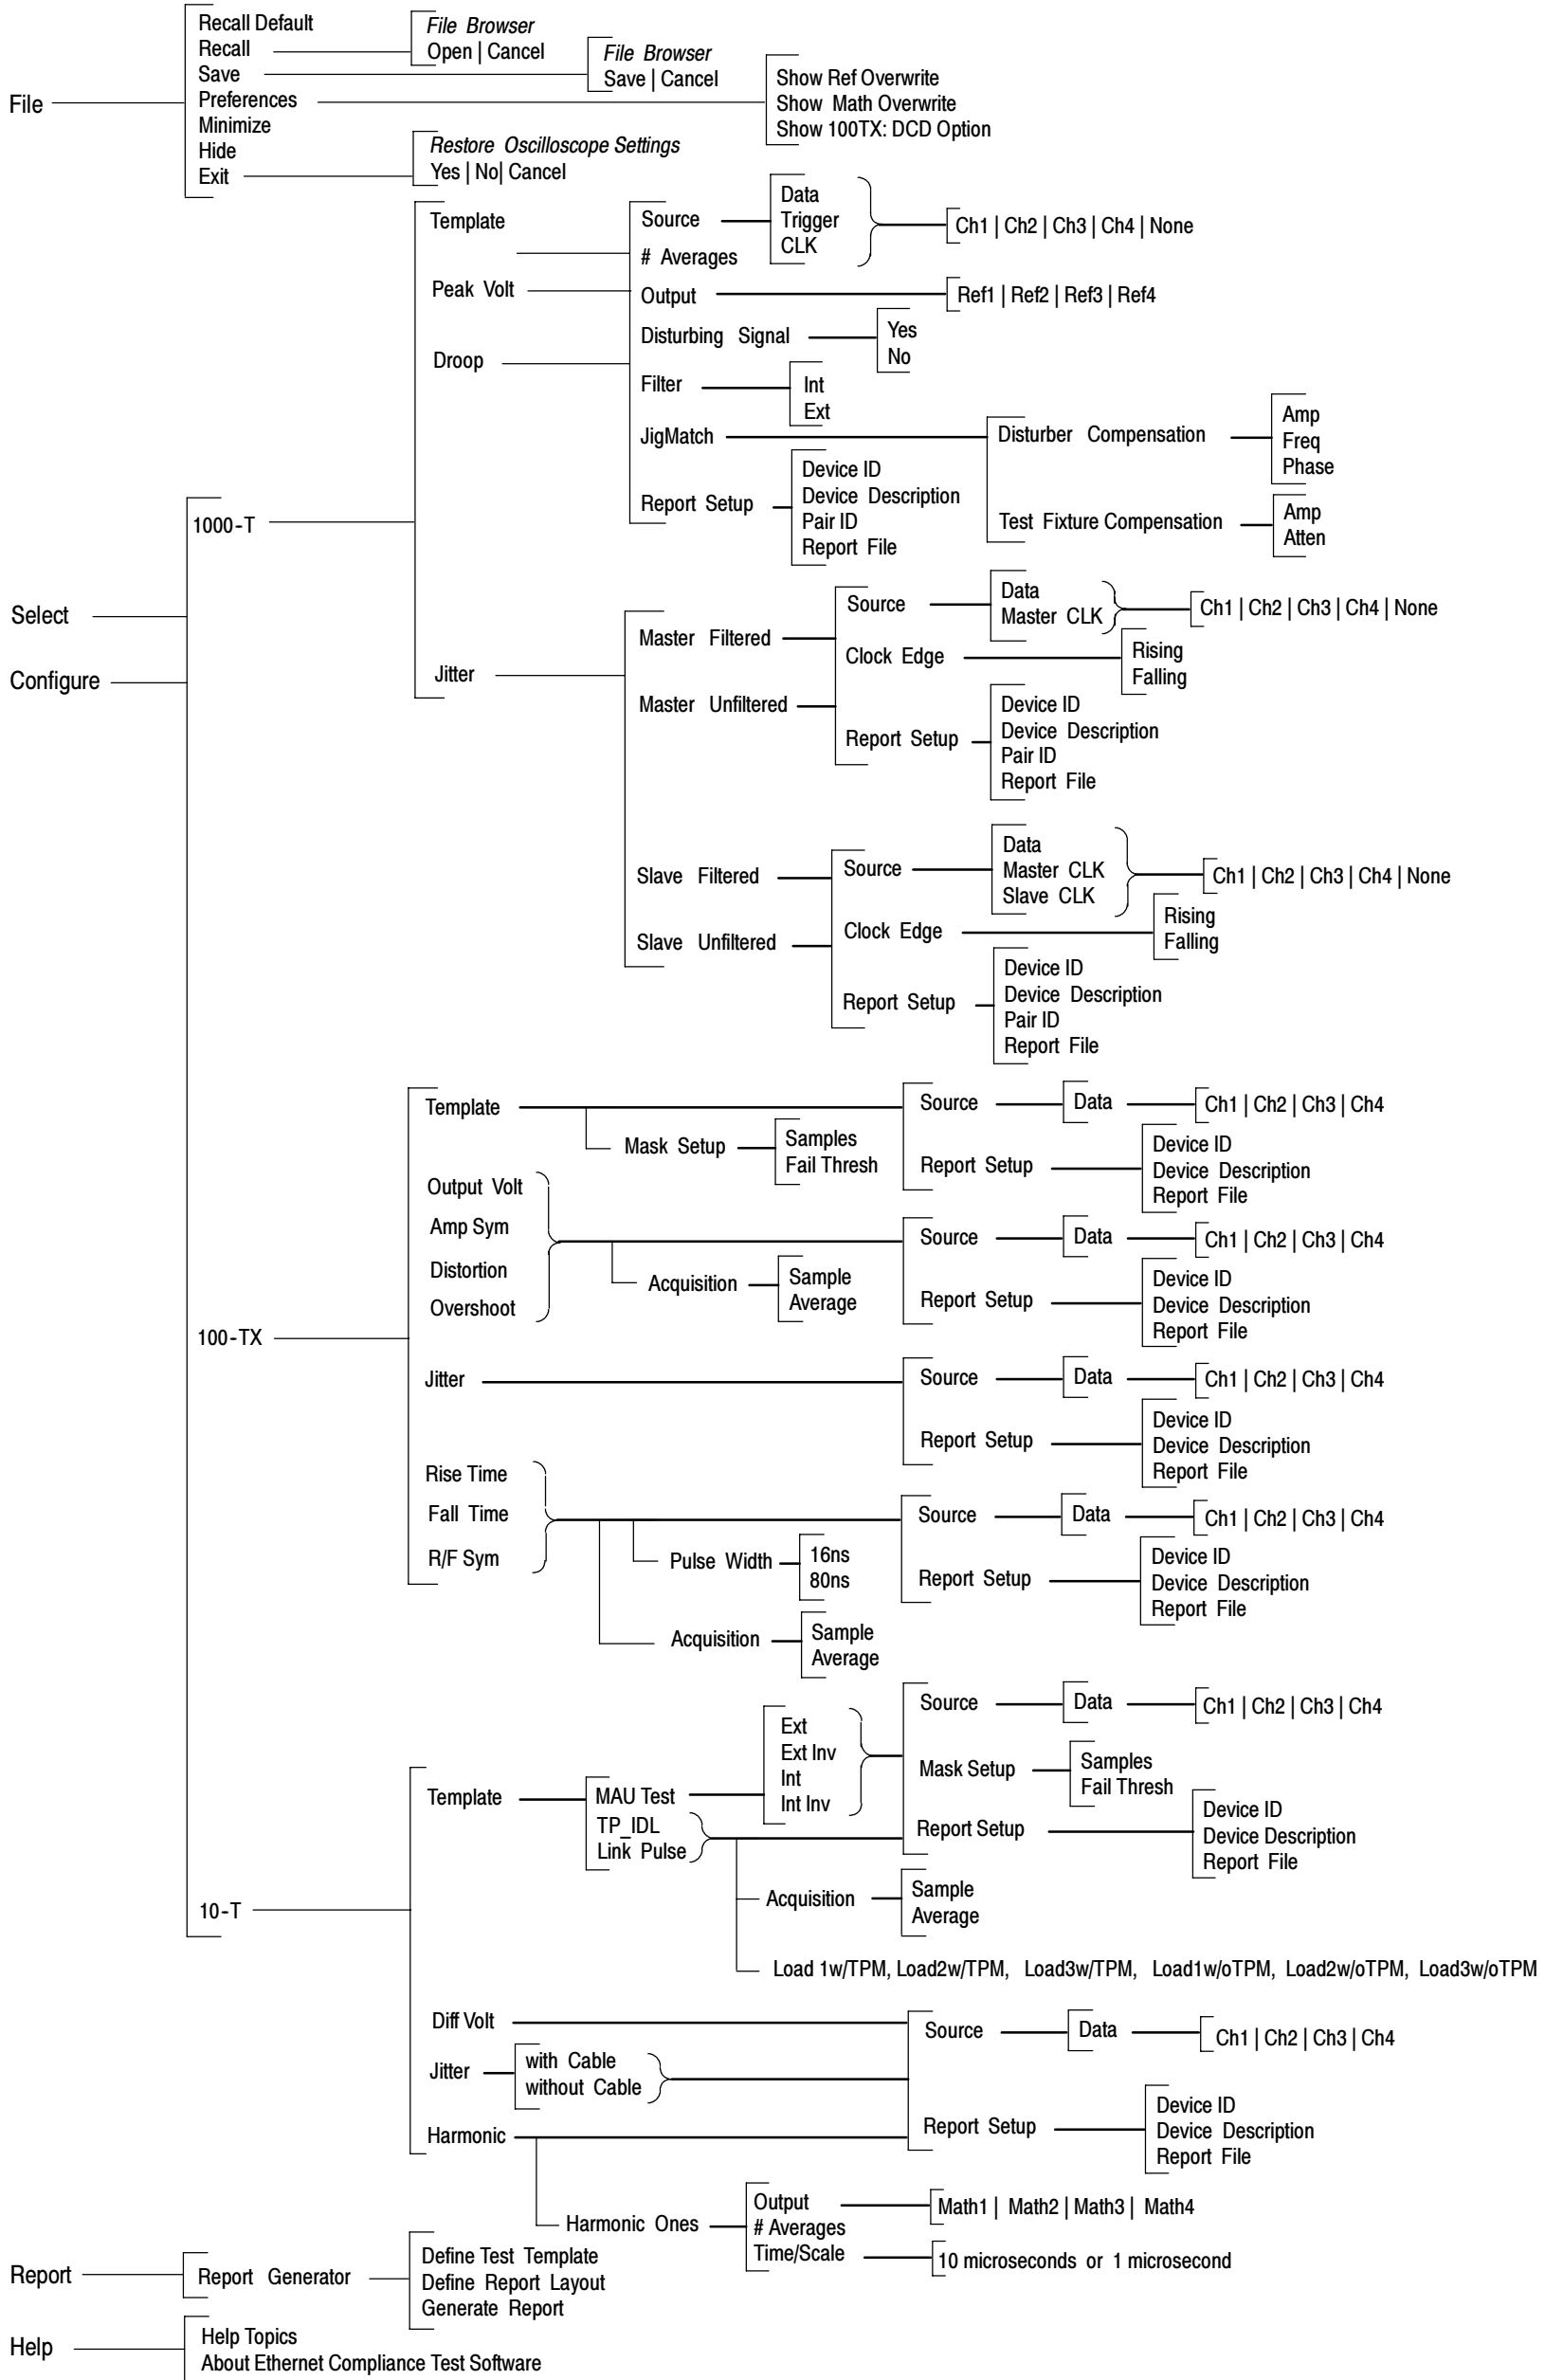 File
Recall Default
Recall
Save
Preferences
Minimize
Hide
Exit
File Browser
Open | Cancel
File Browser
Save | Cancel
Show Ref Overwrite
Show Math Overwrite
Show 100TX: DCD Option
Restore Oscilloscope Settings
Yes | No| Cancel
Select
Configure
1000-T
Template
Peak Volt
Droop
Source
# Averages
Output
Disturbing Signal
Filter
JigMatch
Report Setup
Data
Trigger
CLK
Ch1 | Ch2 | Ch3 | Ch4 | None
Ref1 | Ref2 | Ref3 | Ref4
Yes
No
Int
Ext
Disturber Compensation
Amp
Freq
Phase
Test Fixture Compensation
Amp
Atten
Device ID
Device Description
Pair ID
Report File
Jitter
Master Filtered
Master Unfiltered
Source
Data
Master CLK
Ch1 | Ch2 | Ch3 | Ch4 | None
Clock Edge
Rising
Falling
Report Setup
Device ID
Device Description
Pair ID
Report File
Slave Filtered
Slave Unfiltered
Source
Data
Master CLK
Slave CLK
Ch1 | Ch2 | Ch3 | Ch4 | None
Clock Edge
Rising
Falling
Report Setup
Device ID
Device Description
Pair ID
Report File
100-TX
Template
Mask Setup
Samples
Fail Thresh
Source
Data
Ch1 | Ch2 | Ch3 | Ch4
Report Setup
Device ID
Device Description
Report File
Output Volt
Amp Sym
Distortion
Overshoot
Acquisition
Sample
Average
Source
Data
Ch1 | Ch2 | Ch3 | Ch4
Report Setup
Device ID
Device Description
Report File
Jitter
Source
Data
Ch1 | Ch2 | Ch3 | Ch4
Report Setup
Device ID
Device Description
Report File
Rise Time
Fall Time
R/F Sym
Pulse Width
16ns
80ns
Acquisition
Sample
Average
Source
Data
Ch1 | Ch2 | Ch3 | Ch4
Report Setup
Device ID
Device Description
Report File
10-T
Template
MAU Test
TP_IDL
Link Pulse
Ext
Ext Inv
Int
Int Inv
Source
Data
Ch1 | Ch2 | Ch3 | Ch4
Mask Setup
Samples
Fail Thresh
Report Setup
Device ID
Device Description
Report File
Acquisition
Sample
Average
Load 1w/TPM, Load2w/TPM, Load3w/TPM, Load1w/oTPM, Load2w/oTPM, Load3w/oTPM
Diff Volt
Jitter
with Cable
without Cable
Harmonic
Source
Data
Ch1 | Ch2 | Ch3 | Ch4
Report Setup
Device ID
Device Description
Report File
Harmonic Ones
Output
# Averages
Time/Scale
Math1 | Math2 | Math3 | Math4
10 microseconds or 1 microsecond
Report
Report Generator
Define Test Template
Define Report Layout
Generate Report
Help
Help Topics
About Ethernet Compliance Test Software